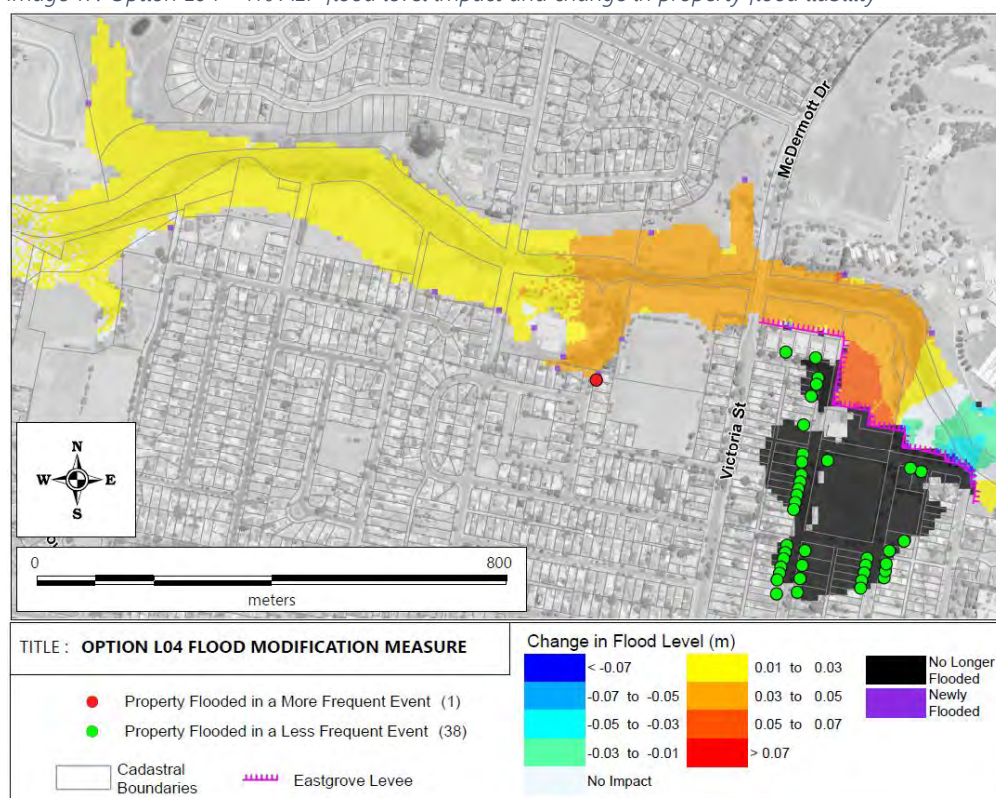 McDermott Dr
Victoria St
N
W E
S
0 800
meters
TITLE : OPTION L04 FLOOD MODIFICATION MEASURE
Property Flooded in a More Frequent Event (1)
Property Flooded in a Less Frequent Event (38)
Cadastral
Boundaries
Eastgrove Levee
Change in Flood Level (m)
< -0.07
-0.07 to -0.05
-0.05 to -0.03
-0.03 to -0.01
No Impact
0.01 to 0.03
0.03 to 0.05
0.05 to 0.07
> 0.07
No Longer
Flooded
Newly
Flooded